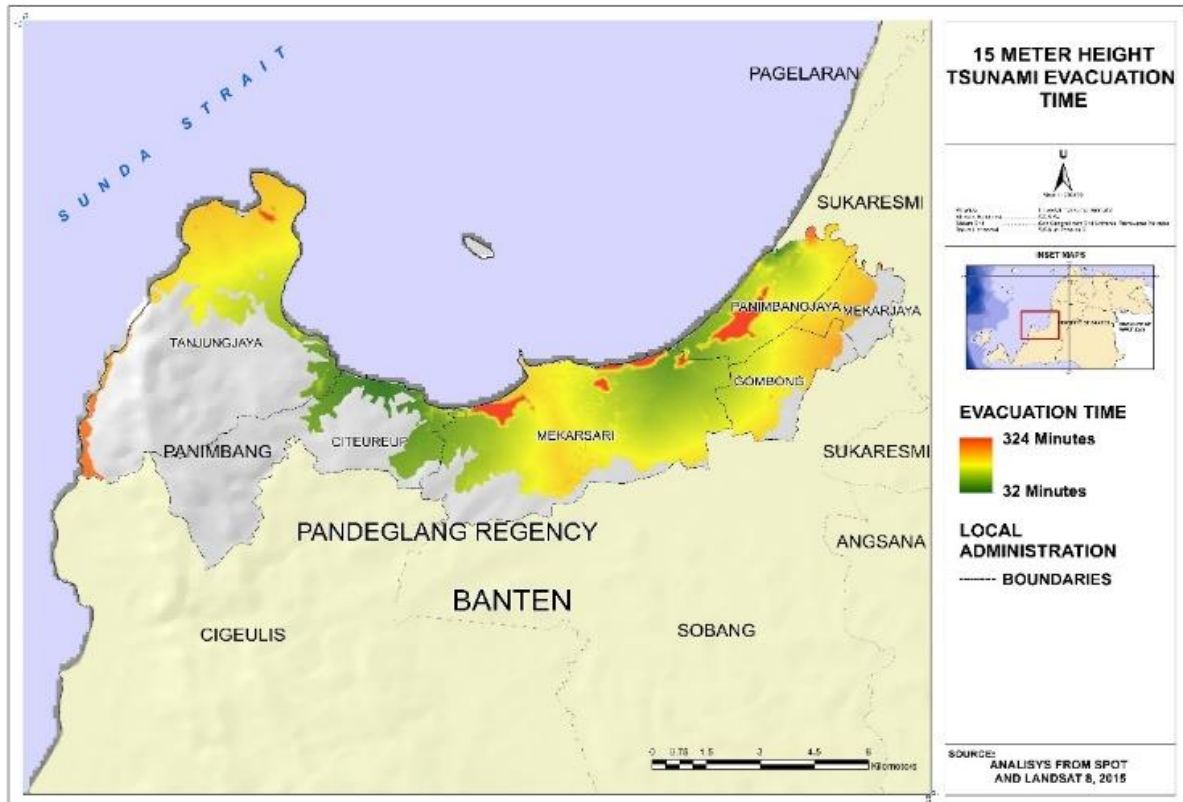 15 METER HEIGHT
TSUNAMI EVACUATION
TIME
U
INSET MAPS
EVACUATION TIME
324 Minutes
32 Minutes
LOCAL
ADMINISTRATION
BOUNDARIES
SOURCE:
ANALISYS FROM SPOT
AND LANDSAT 8, 2015
SUNDA STRAIT
PAGELARAN
SUKARESMI
PANIMBANGJAYA
MEKARJAYA
TANJUNGJAYA
GOMBONG
CITEUREUP
MEKARSARI
PANIMBANG
SUKARESMI
PANDEGLANG REGENCY
ANGSANA
BANTEN
CIGEULIS
SOBANG
0 0.75 1.5 3 4.5 6
Kilometers